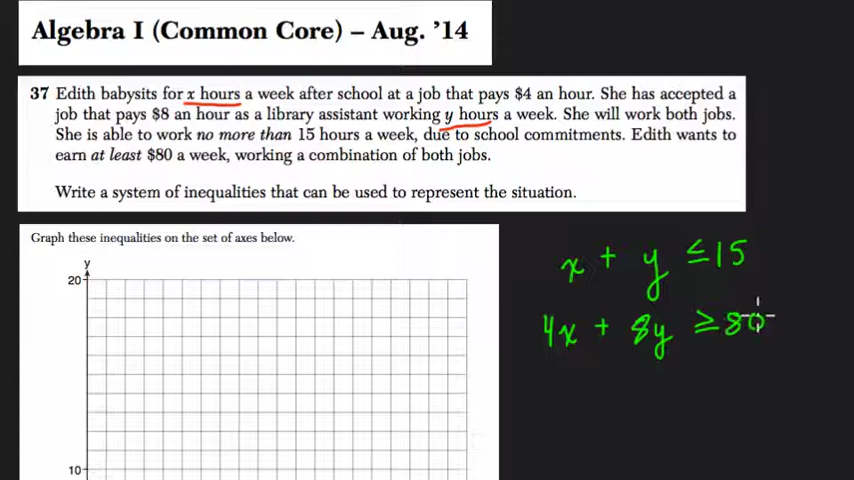 Algebra I (Common Core) – Aug. ’14
37 Edith babysits for x hours a week after school at a job that pays $4 an hour. She has accepted a
job that pays $8 an hour as a library assistant working y hours a week. She will work both jobs.
She is able to work no more than 15 hours a week, due to school commitments. Edith wants to
earn at least $80 a week, working a combination of both jobs.
Write a system of inequalities that can be used to represent the situation.
Graph these inequalities on the set of axes below.
y
20
10
x + y ≤ 15
4x + 8y ≥ 80